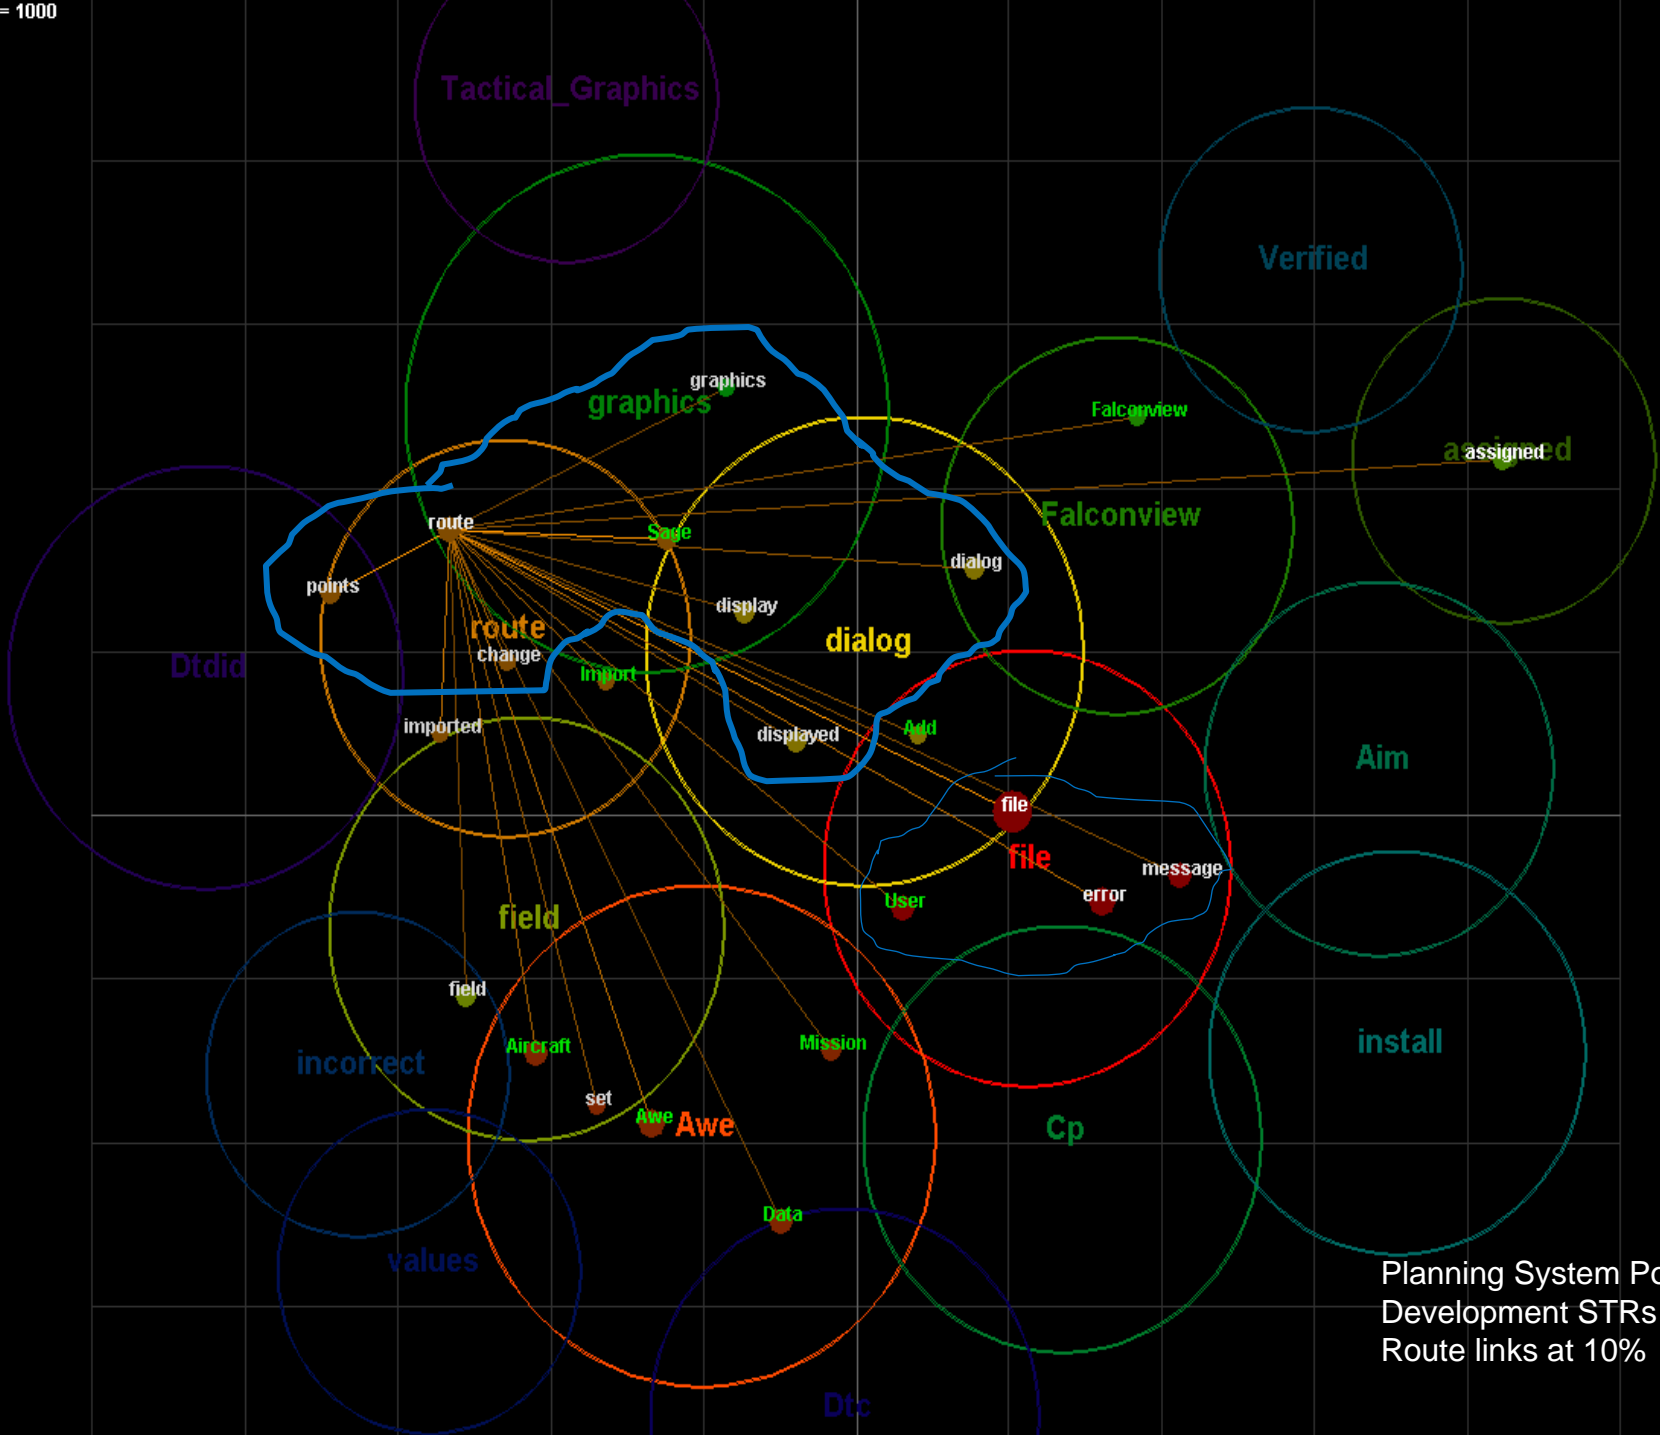 = 1000
Tactical_Graphics
Verified
graphics
graphics
Falconview
assigned
assigned
Falconview
route
Sage
dialog
points
display
route
dialog
change
Dtdid
Import
imported
displayed
Add
Aim
file
file
message
error
User
field
field
Aircraft
Mission
install
incorrect
set
Awe
Awe
Cp
Data
values
Planning System Po
Development STRs
Route links at 10%
Dtc